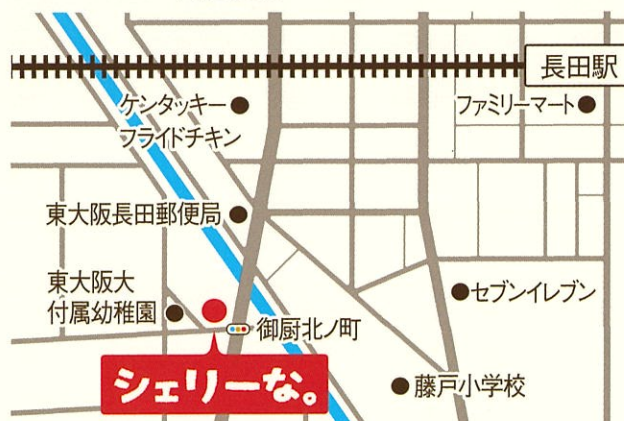 長田駅
ケンタッキー
フライドチキン
ファミリーマート
東大阪長田郵便局
東大阪大
付属幼稚園
セブンイレブン
御厨北ノ町
シェリーな。
藤戸小学校